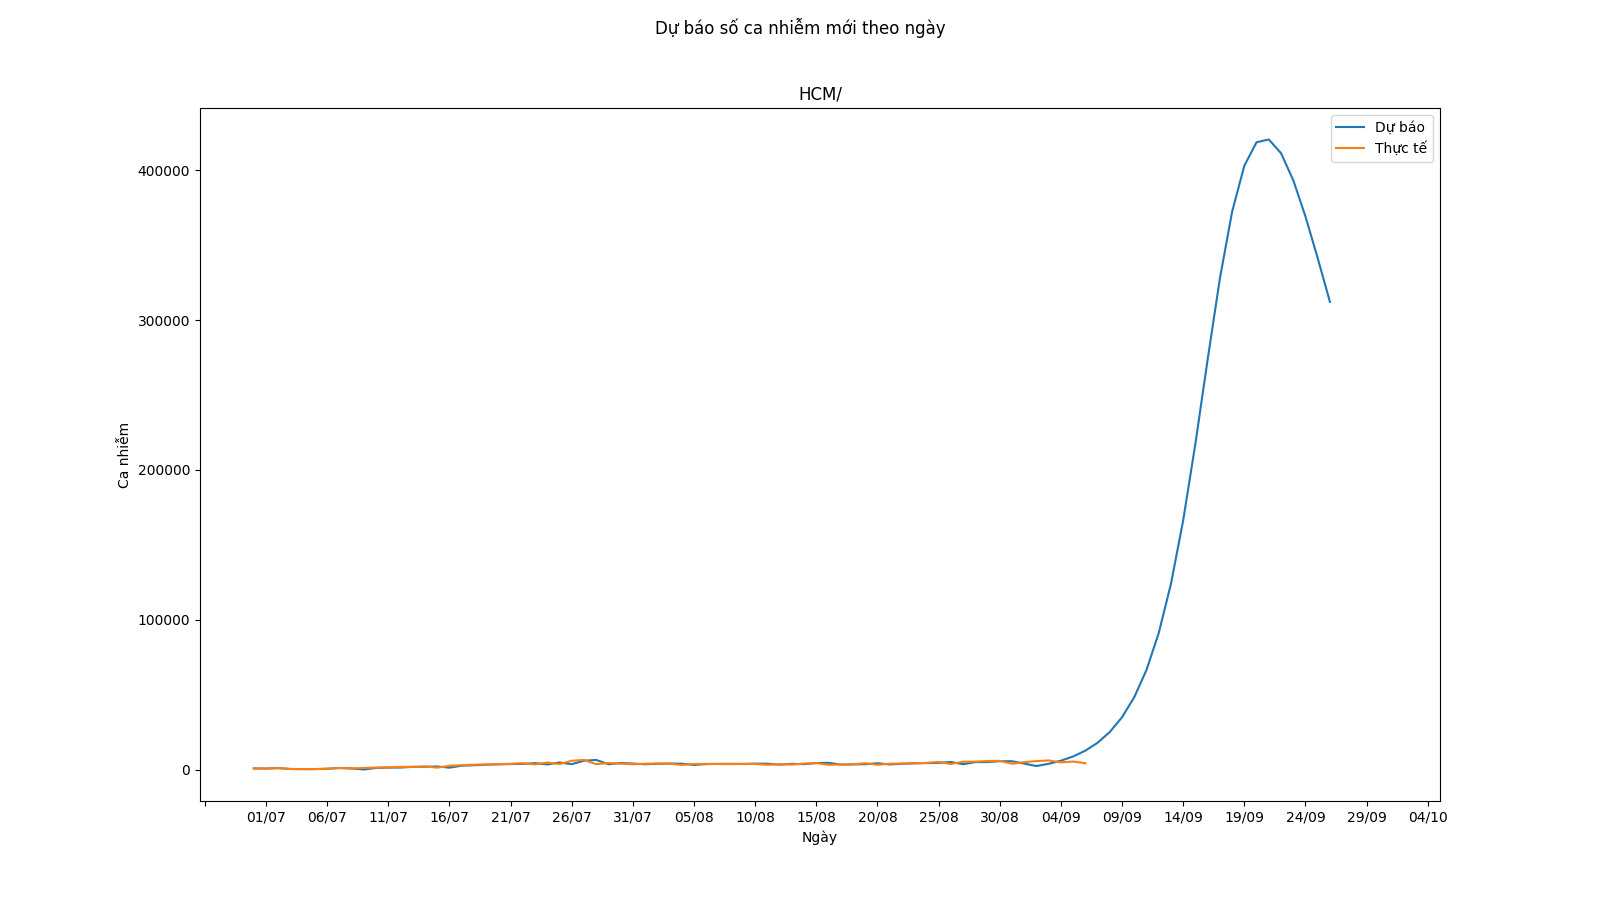 Dự báo số ca nhiễm mới theo ngày
HCM/
Dự báo
Thực tế
400000
300000
200000
100000
0
Ca nhiễm
01/07 06/07 11/07 16/07 21/07 26/07 31/07 05/08 10/08 15/08 20/08 25/08 30/08 04/09 09/09 14/09 19/09 24/09 29/09 04/10
Ngày